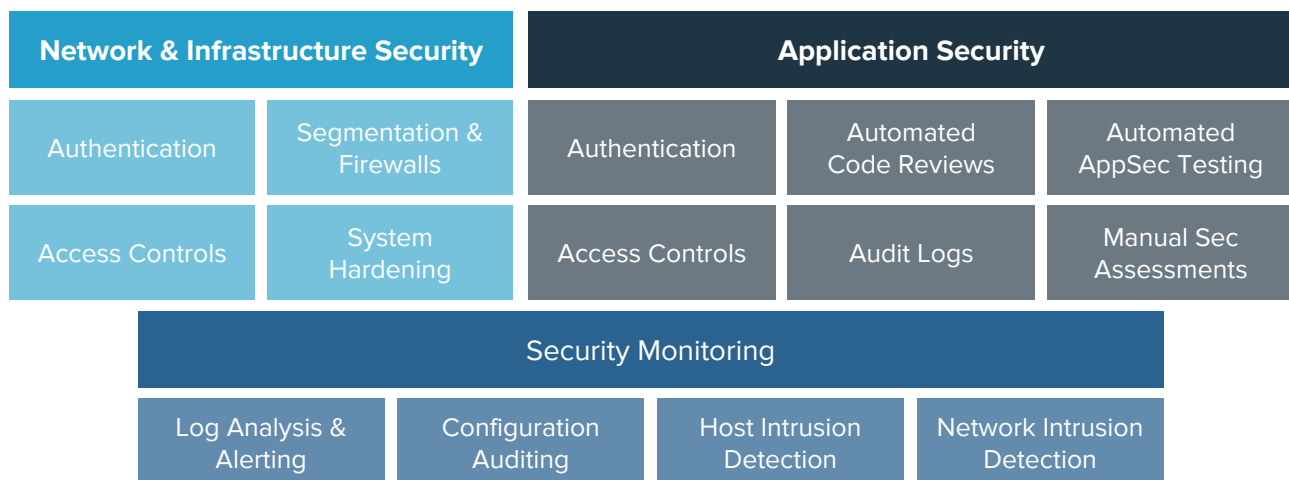 Network & Infrastructure Security
Application Security
Authentication
Segmentation &
Firewalls
Authentication
Automated
Code Reviews
Automated
AppSec Testing
Access Controls
System
Hardening
Access Controls
Audit Logs
Manual Sec
Assessments
Security Monitoring
Log Analysis &
Alerting
Configuration
Auditing
Host Intrusion
Detection
Network Intrusion
Detection